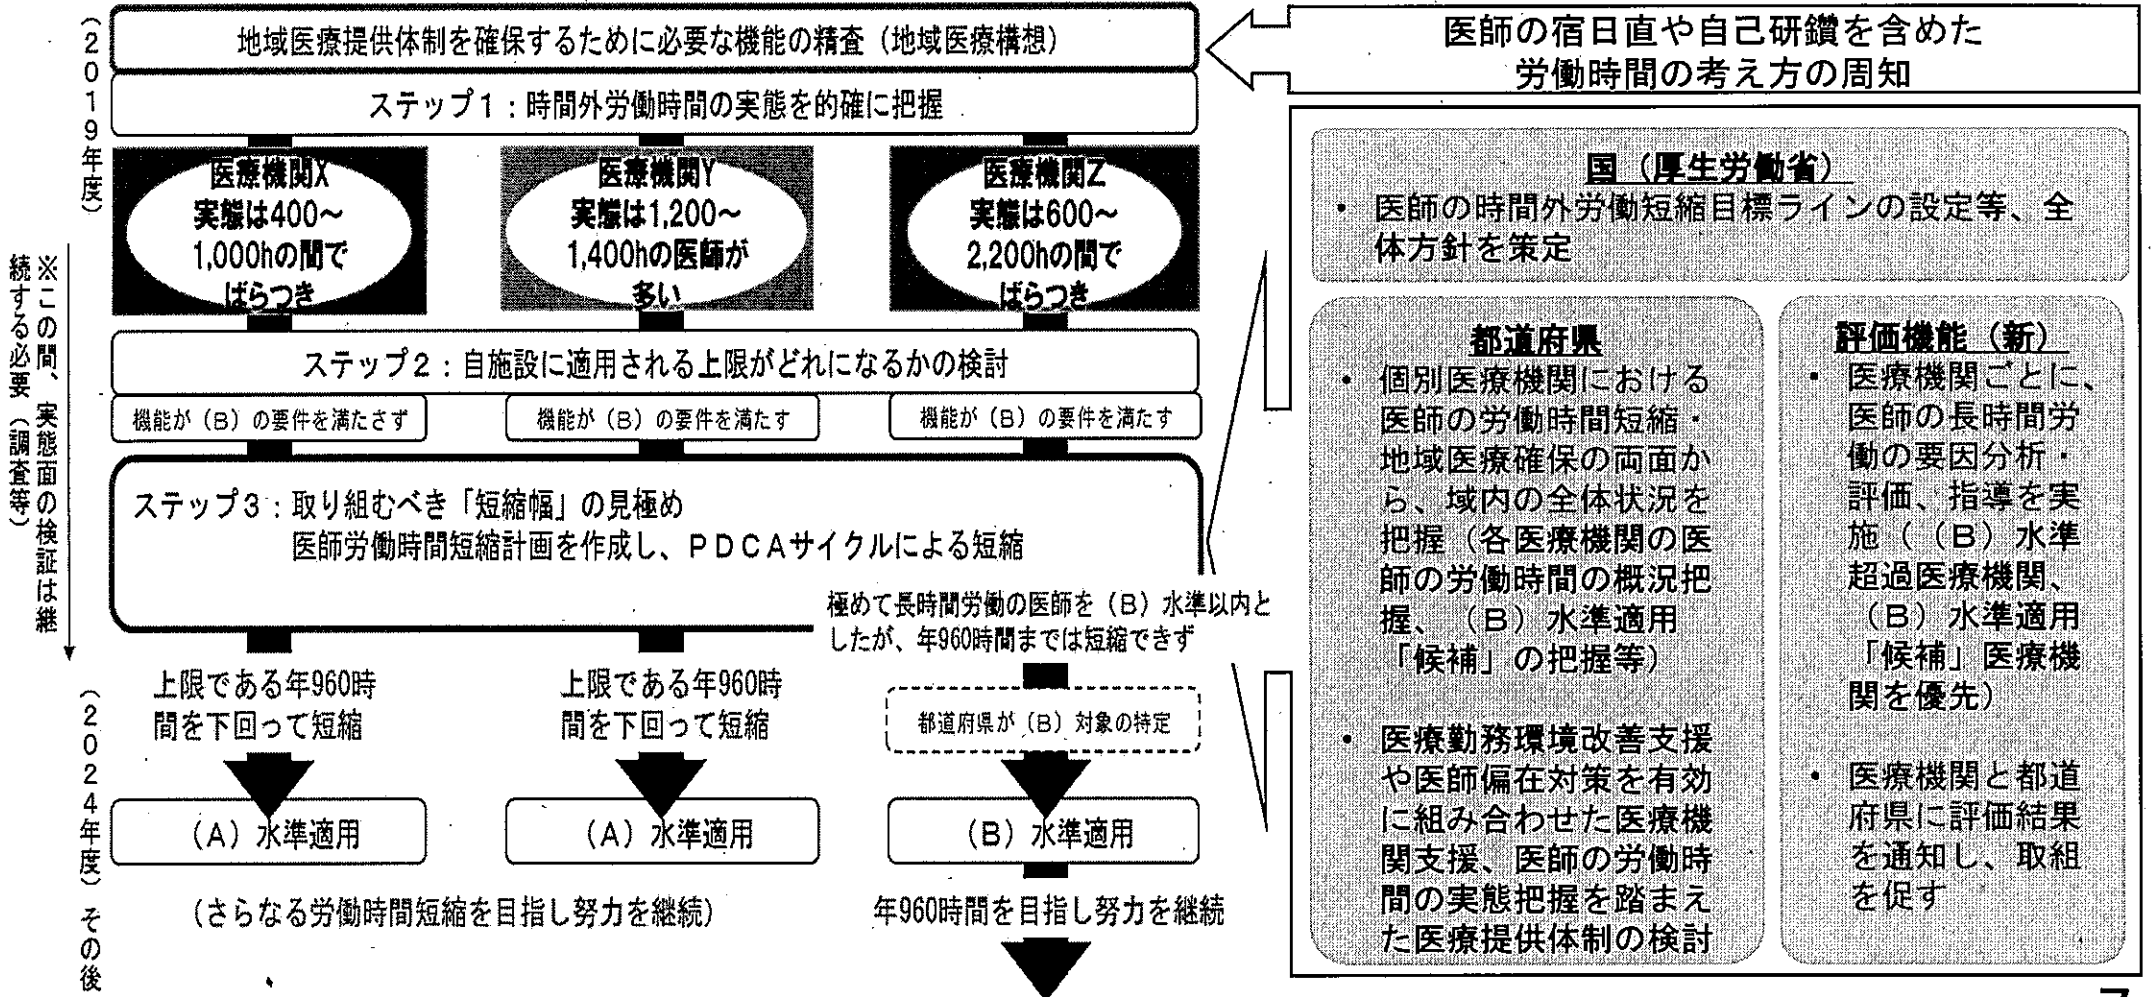 （2019年度）
地域医療提供体制を確保するために必要な機能の精査（地域医療構想）
ステップ1：時間外労働時間の実態を的確に把握
医療機関X
実態は400～
1,000hの間で
ばらつき
医療機関Y
実態は1,200～
1,400hの医師が
多い
医療機関Z
実態は600～
2,200hの間で
ばらつき
※この間、実態面の検証は継
続する必要（調査等）
ステップ2：自施設に適用される上限がどれになるかの検討
機能が（B）の要件を満たさず
機能が（B）の要件を満たす
機能が（B）の要件を満たす
ステップ3：取り組むべき「短縮幅」の見極め
医師労働時間短縮計画を作成し、PDCAサイクルによる短縮
極めて長時間労働の医師を（B）水準以内と
したが、年960時間までは短縮できず
上限である年960時
間を下回って短縮
上限である年960時
間を下回って短縮
都道府県が（B）対象の特定
（2024年度）その後
（A）水準適用
（A）水準適用
（B）水準適用
（さらなる労働時間短縮を目指し努力を継続）
年960時間を目指し努力を継続
医師の宿日直や自己研鑽を含めた
労働時間の考え方の周知
国（厚生労働省）
・ 医師の時間外労働短縮目標ラインの設定等、全
体方針を策定
都道府県
・ 個別医療機関における
医師の労働時間短縮・
地域医療確保の両面か
ら、域内の全体状況を
把握（各医療機関の医
師の労働時間の概況把
握、（B）水準適用
「候補」の把握等）
・ 医療勤務環境改善支援
や医師偏在対策を有効
に組み合わせた医療機
関支援、医師の労働時
間の実態把握を踏まえ
た医療提供体制の検討
評価機能（新）
・ 医療機関ごとに、
医師の長時間労
働の要因分析・
評価、指導を実
施（（B）水準
超過医療機関、
（B）水準適用
「候補」医療機
関を優先）
・ 医療機関と都道
府県に評価結果
を通知し、取組
を促す